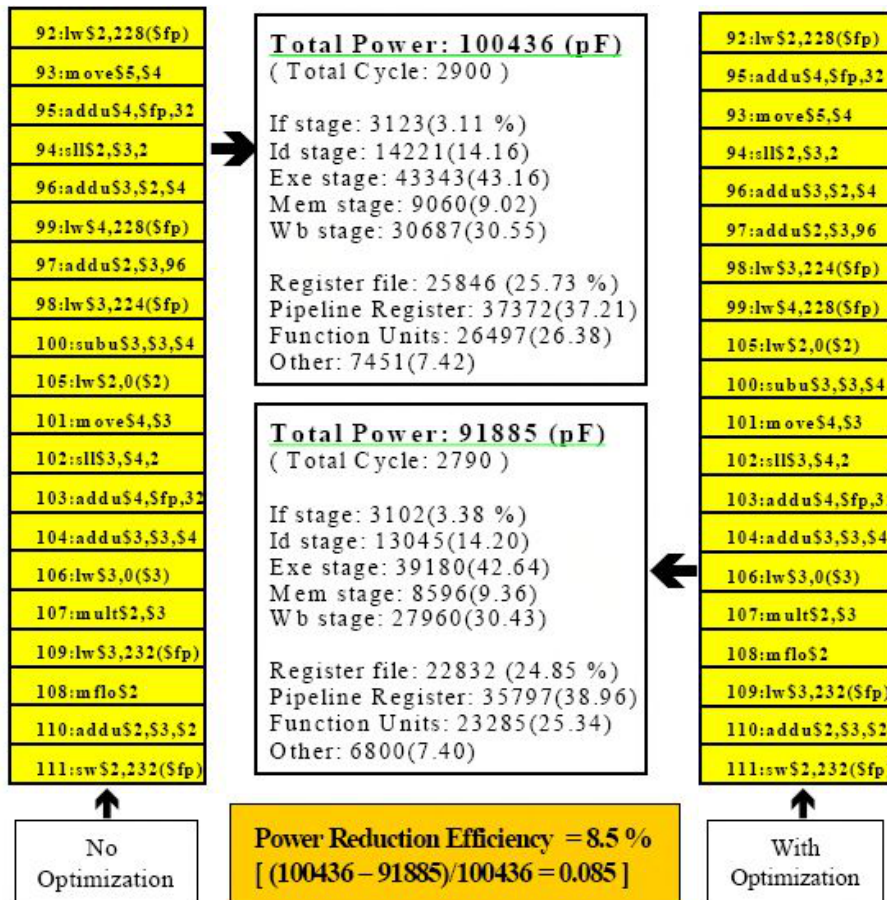 92:lw$2,228($fp)
93:move$5,$4
95:addu$4,$fp,32
94:sll$2,$3,2
96:addu$3,$2,$4
99:lw$4,228($fp)
97:addu$2,$3,96
98:lw$3,224($fp)
100:subu$3,$3,$4
105:lw$2,0($2)
101:move$4,$3
102:sll$3,$4,2
103:addu$4,$fp,32
104:addu$3,$3,$4
106:lw$3,0($3)
107:mult$2,$3
109:lw$3,232($fp)
108:mflo$2
110:addu$2,$3,$2
111:sw$2,232($fp)
No
Optimization
Total Power: 100436 (pF)
( Total Cycle: 2900 )
If stage: 3123(3.11 %)
Id stage: 14221(14.16)
Exe stage: 43343(43.16)
Mem stage: 9060(9.02)
Wb stage: 30687(30.55)
Register file: 25846 (25.73 %)
Pipeline Register: 37372(37.21)
Function Units: 26497(26.38)
Other: 7451(7.42)
Total Power: 91885 (pF)
( Total Cycle: 2790 )
If stage: 3102(3.38 %)
Id stage: 13045(14.20)
Exe stage: 39180(42.64)
Mem stage: 8596(9.36)
Wb stage: 27960(30.43)
Register file: 22832 (24.85 %)
Pipeline Register: 35797(38.96)
Function Units: 23285(25.34)
Other: 6800(7.40)
Power Reduction Efficiency = 8.5 %
[ (100436 – 91885)/100436 = 0.085 ]
92:lw$2,228($fp)
95:addu$4,$fp,32
93:move$5,$4
94:sll$2,$3,2
96:addu$3,$2,$4
97:addu$2,$3,96
98:lw$3,224($fp)
99:lw$4,228($fp)
105:lw$2,0($2)
100:subu$3,$3,$4
101:move$4,$3
102:sll$3,$4,2
103:addu$4,$fp,3
104:addu$3,$3,$4
106:lw$3,0($3)
107:mult$2,$3
108:mflo$2
109:lw$3,232($fp)
110:addu$2,$3,$2
111:sw$2,232($fp
With
Optimization